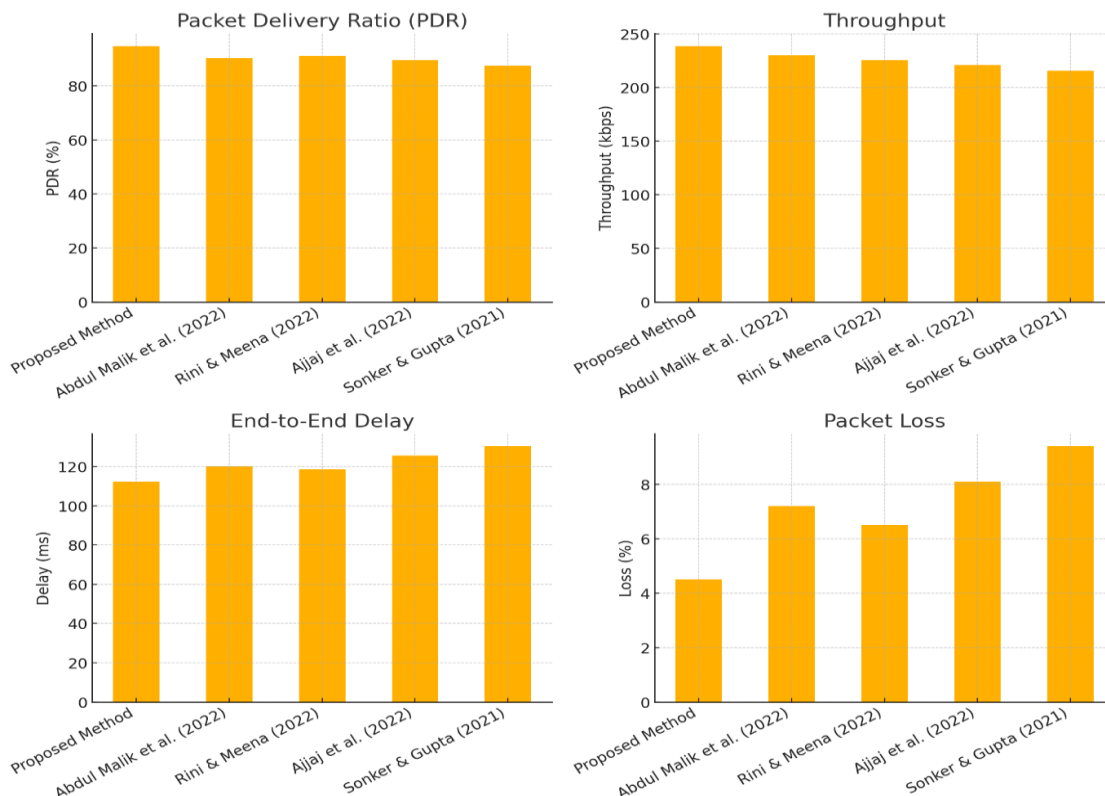 Packet Delivery Ratio (PDR)
PDR (%)
80
60
40
20
0
Proposed Method
Abdul Malik et al. (2022)
Rini & Meena (2022)
Ajjaj et al. (2022)
Sonker & Gupta (2021)
Throughput
Throughput (kbps)
250
200
150
100
50
0
Proposed Method
Abdul Malik et al. (2022)
Rini & Meena (2022)
Ajjaj et al. (2022)
Sonker & Gupta (2021)
End-to-End Delay
Delay (ms)
120
100
80
60
40
20
0
Proposed Method
Abdul Malik et al. (2022)
Rini & Meena (2022)
Ajjaj et al. (2022)
Sonker & Gupta (2021)
Packet Loss
Loss (%)
8
6
4
2
0
Proposed Method
Abdul Malik et al. (2022)
Rini & Meena (2022)
Ajjaj et al. (2022)
Sonker & Gupta (2021)